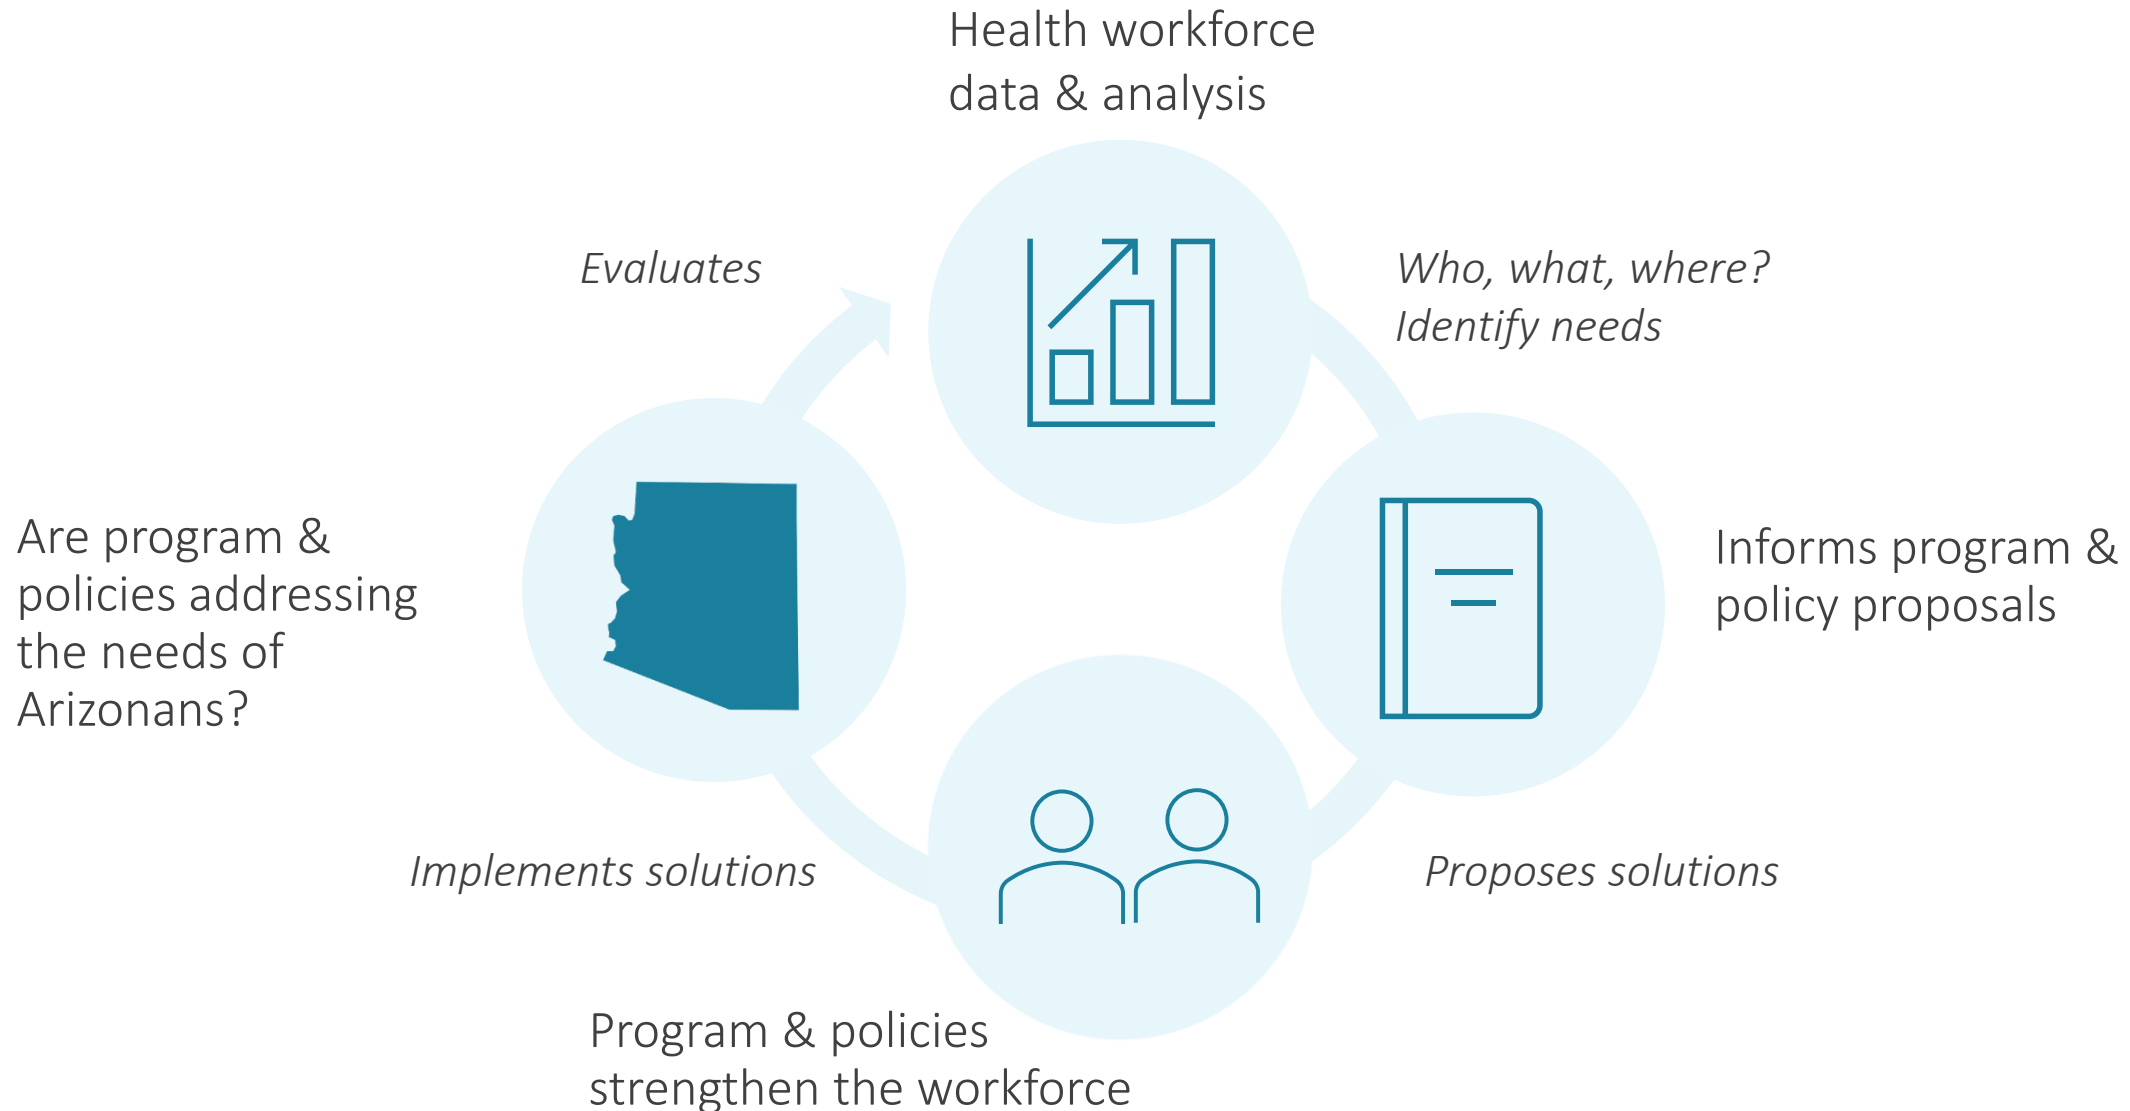 Health workforce
data & analysis
Evaluates
Who, what, where?
Identify needs
Are program &
policies addressing
the needs of
Arizonans?
Informs program &
policy proposals
Implements solutions
Proposes solutions
Program & policies
strengthen the workforce